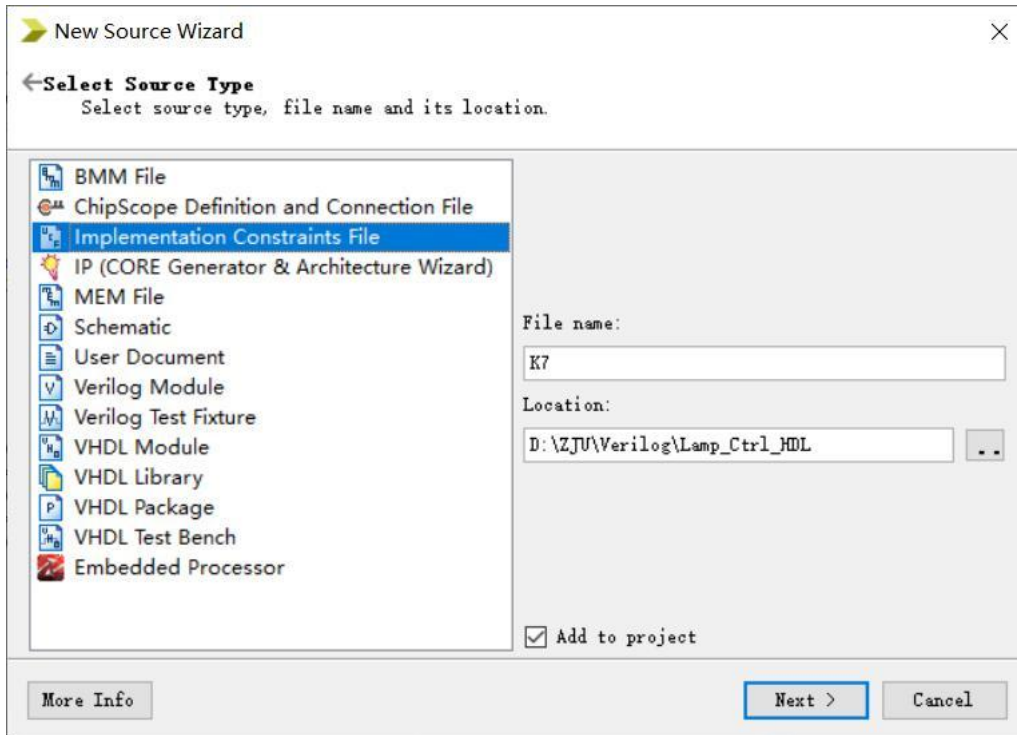 New Source Wizard
Select Source Type
Select source type, file name and its location.
BMM File
ChipScope Definition and Connection File
Implementation Constraints File
IP (CORE Generator & Architecture Wizard)
MEM File
Schematic
User Document
Verilog Module
Verilog Test Fixture
VHDL Module
VHDL Library
VHDL Package
VHDL Test Bench
Embedded Processor
File name:
K7
Location:
D:\ZJU\Verilog\Lamp_Ctrl_HDL
..
Add to project
More Info
Next >
Cancel